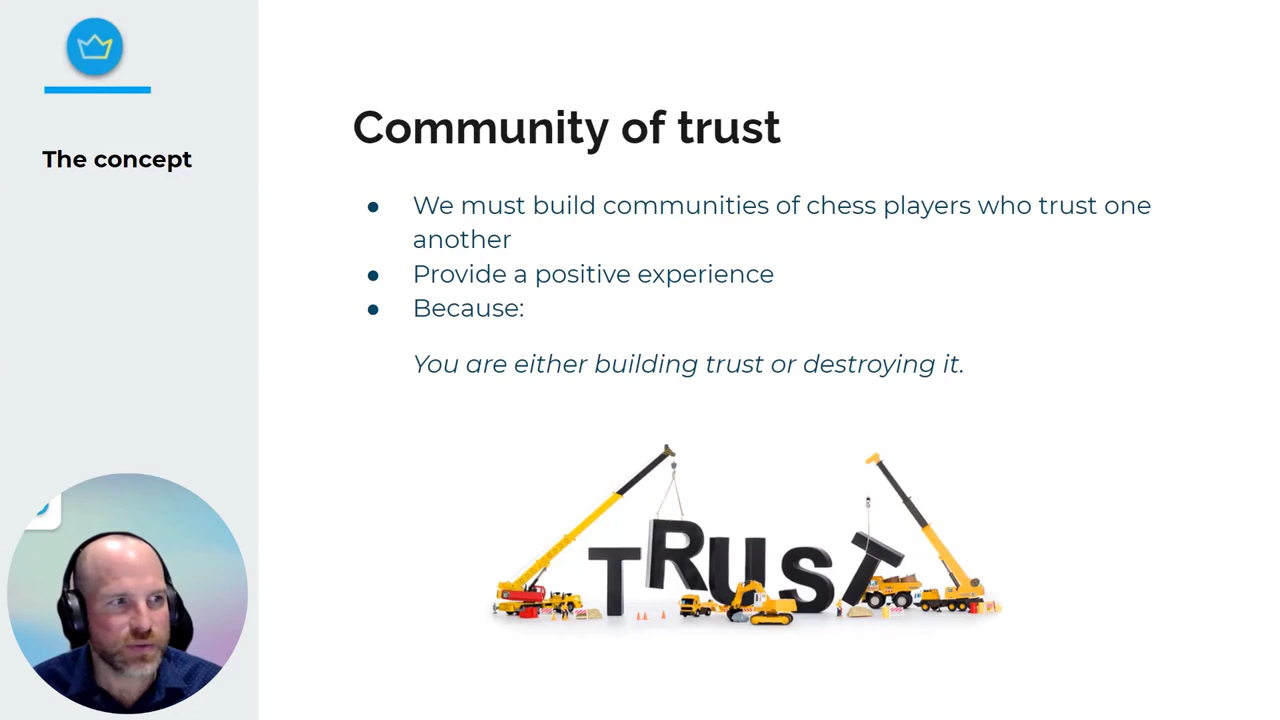 The concept
Community of trust
● We must build communities of chess players who trust one
another
● Provide a positive experience
● Because:
You are either building trust or destroying it.
TRUST